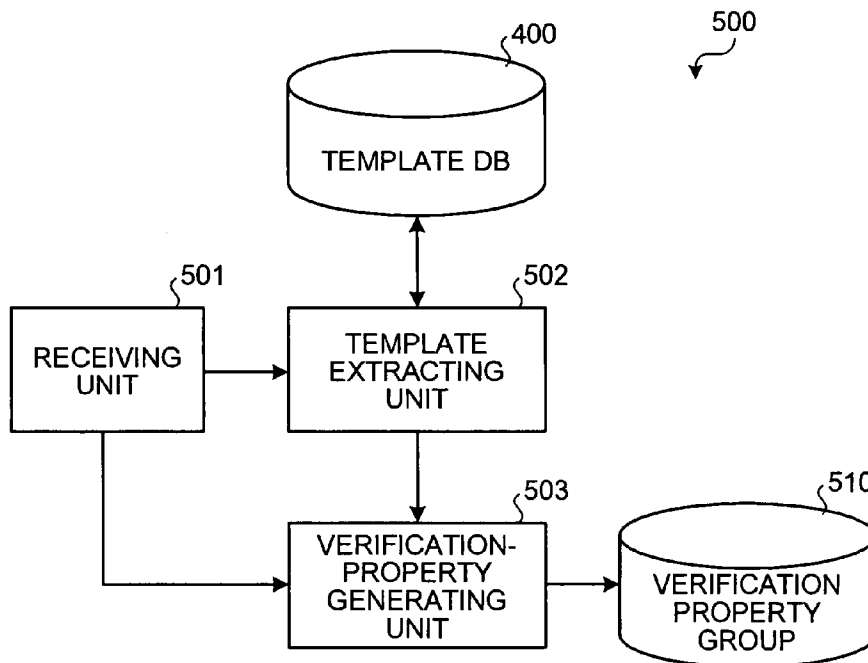 400
500
TEMPLATE DB
501
502
RECEIVING
UNIT
TEMPLATE
EXTRACTING
UNIT
503
510
VERIFICATION-
PROPERTY
GENERATING
UNIT
VERIFICATION
PROPERTY
GROUP